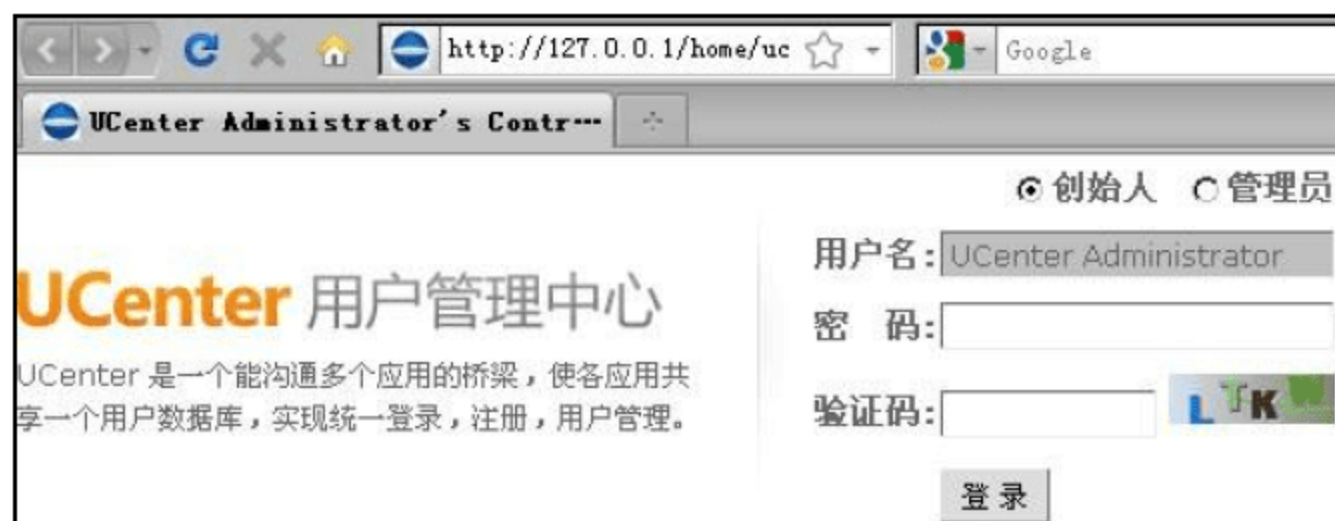 http://127.0.0.1/home/uc
Google
UCenter Administrator's Contr...
创始人 管理员
用户名: UCenter Administrator
UCenter 用户管理中心
密 码:
UCenter 是一个能沟通多个应用的桥梁，使各应用共
享一个用户数据库，实现统一登录，注册，用户管理。
验证码: LTKW
登 录